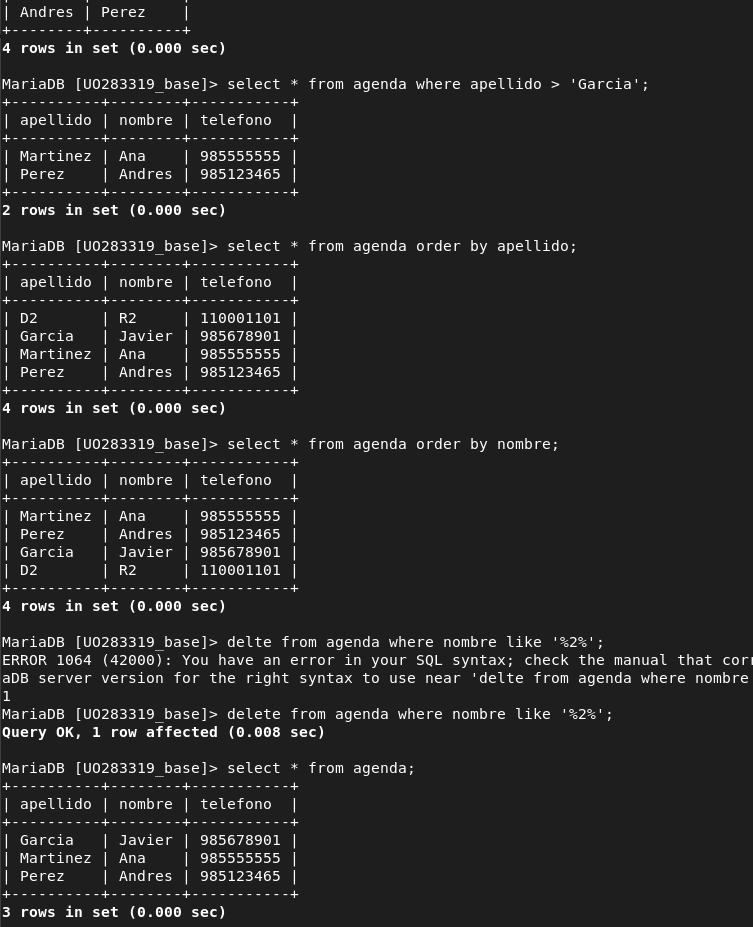 | Andres | Perez    |
+--------+----------+
4 rows in set (0.000 sec)
MariaDB [UO283319_base]> select * from agenda where apellido > 'Garcia';
+----------+--------+-----------+
| apellido | nombre | telefono  |
+----------+--------+-----------+
| Martinez | Ana    | 985555555 |
| Perez    | Andres | 985123465 |
+----------+--------+-----------+
2 rows in set (0.000 sec)
MariaDB [UO283319_base]> select * from agenda order by apellido;
+----------+--------+-----------+
| apellido | nombre | telefono  |
+----------+--------+-----------+
| D2       | R2     | 110001101 |
| Garcia   | Javier | 985678901 |
| Martinez | Ana    | 985555555 |
| Perez    | Andres | 985123465 |
+----------+--------+-----------+
4 rows in set (0.000 sec)
MariaDB [UO283319_base]> select * from agenda order by nombre;
+----------+--------+-----------+
| apellido | nombre | telefono  |
+----------+--------+-----------+
| Martinez | Ana    | 985555555 |
| Perez    | Andres | 985123465 |
| Garcia   | Javier | 985678901 |
| D2       | R2     | 110001101 |
+----------+--------+-----------+
4 rows in set (0.000 sec)
MariaDB [UO283319_base]> delte from agenda where nombre like '%2%';
ERROR 1064 (42000): You have an error in your SQL syntax; check the manual that corr
aDB server version for the right syntax to use near 'delte from agenda where nombre
1
MariaDB [UO283319_base]> delete from agenda where nombre like '%2%';
Query OK, 1 row affected (0.008 sec)
MariaDB [UO283319_base]> select * from agenda;
+----------+--------+-----------+
| apellido | nombre | telefono  |
+----------+--------+-----------+
| Garcia   | Javier | 985678901 |
| Martinez | Ana    | 985555555 |
| Perez    | Andres | 985123465 |
+----------+--------+-----------+
3 rows in set (0.000 sec)